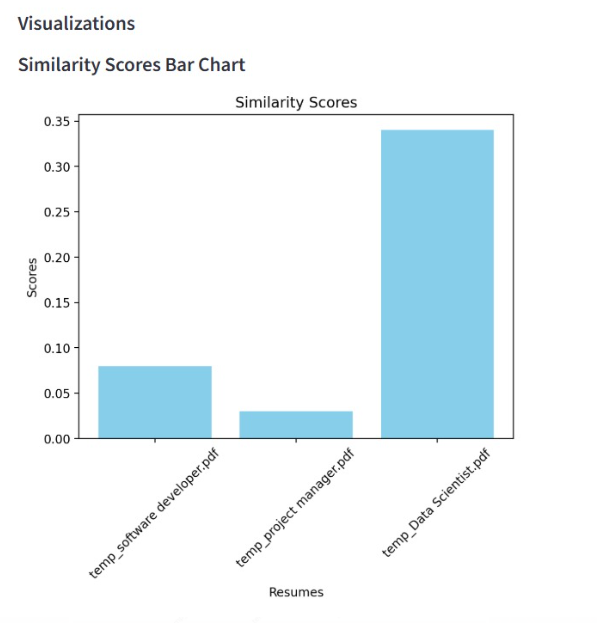 Visualizations
Similarity Scores Bar Chart
Similarity Scores
0.35
0.30
0.25
0.20
0.15
0.10
0.05
0.00
Scores
temp_software developer.pdf
temp_project manager.pdf
temp_Data Scientist.pdf
Resumes